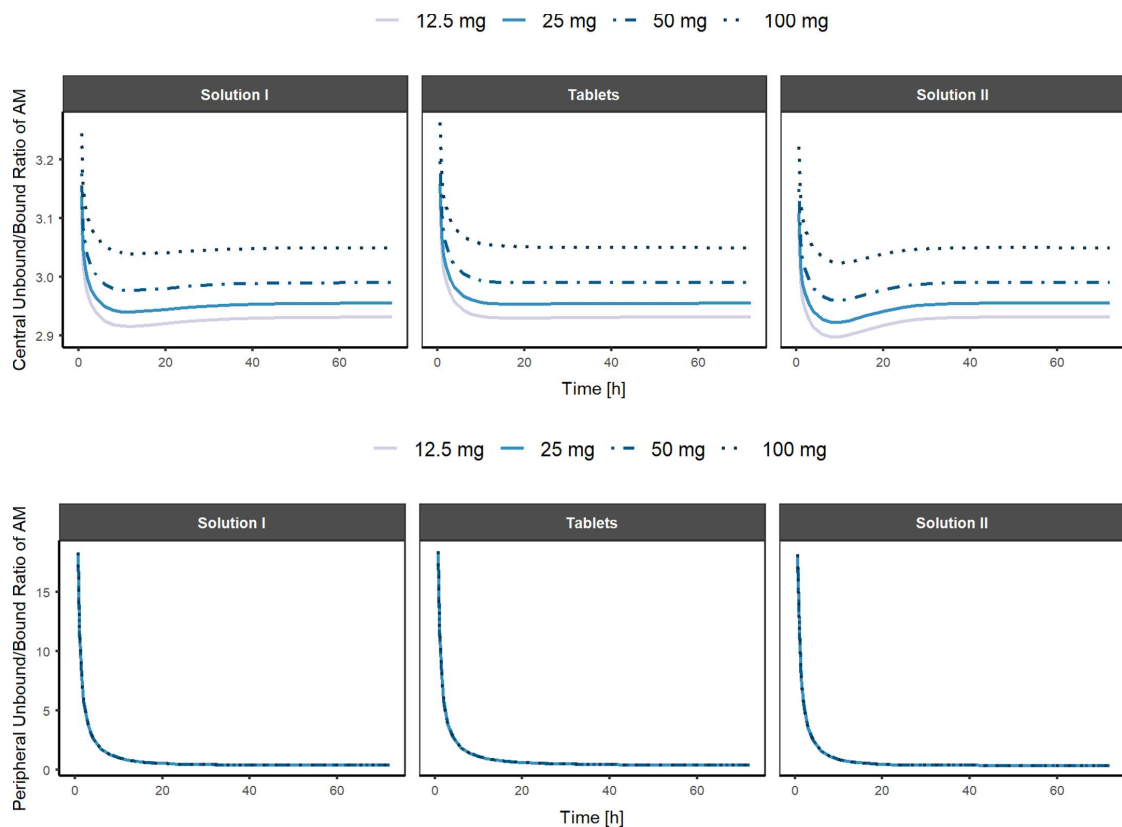 12.5 mg 25 mg 50 mg 100 mg
Central Unbound/Bound Ratio of AM
Solution I Tablets Solution II
3.2
3.1
3.0
2.9
0 20 40 60 0 20 40 60 0 20 40 60
Time [h]
12.5 mg 25 mg 50 mg 100 mg
Peripheral Unbound/Bound Ratio of AM
Solution I Tablets Solution II
15
10
5
0
0 20 40 60 0 20 40 60 0 20 40 60
Time [h]